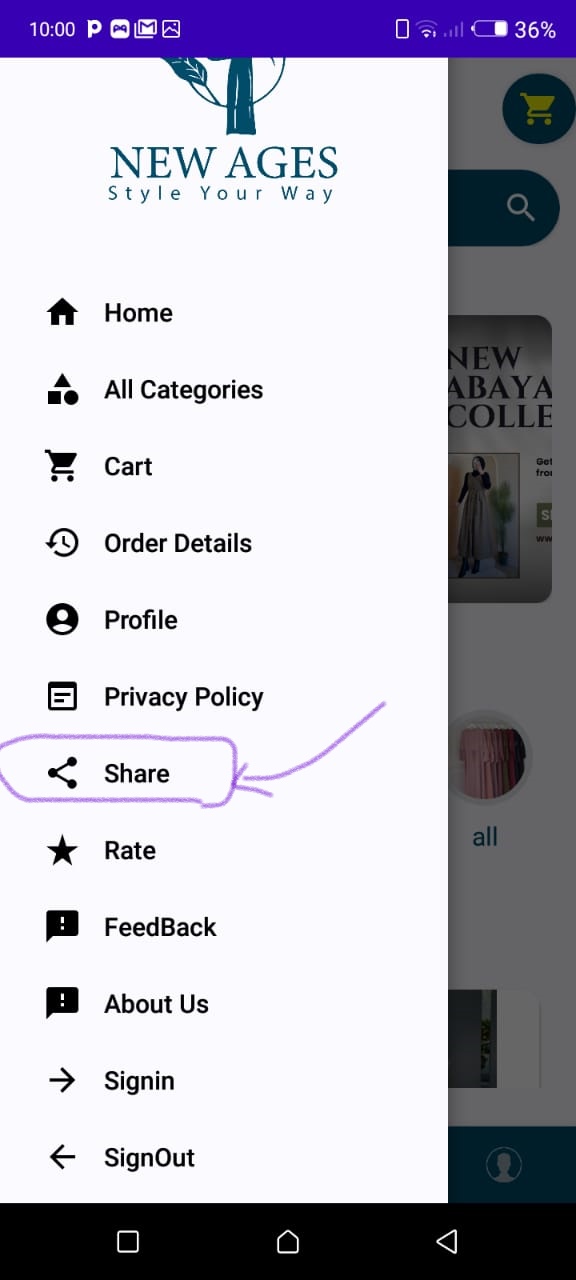 10:00
36%
NEW AGES
Style Your Way
NEW
ABAYA
COLLE
Get
fro
Home
All Categories
Cart
Order Details
Profile
Privacy Policy
Share
Rate
FeedBack
About Us
Signin
SignOut
all